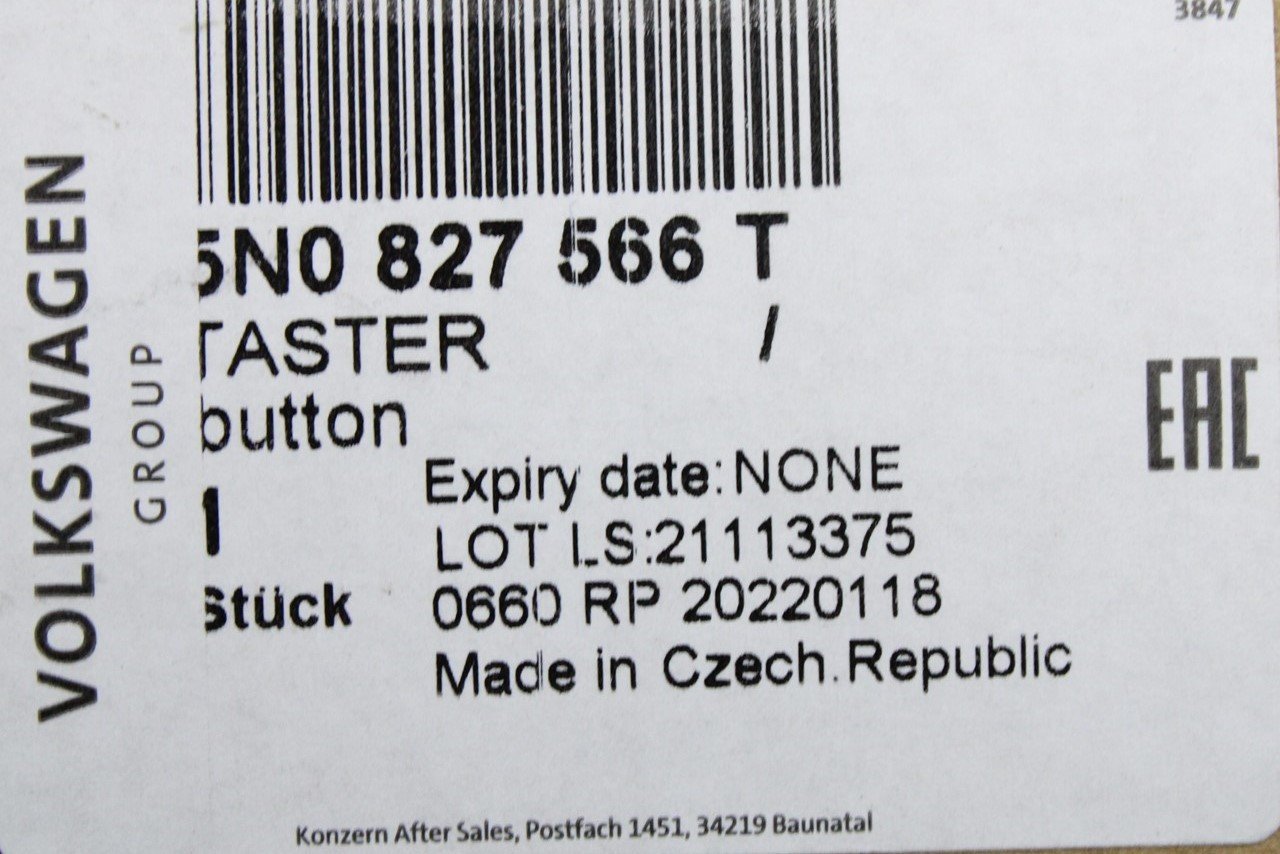 3847
VOLKSWAGEN
GROUP
5N0 827 566 T
TASTER /
button
1
Stück
Expiry date:NONE
LOT LS:21113375
0660 RP 20220118
Made in Czech.Republic
EAC
Konzern After Sales, Postfach 1451, 34219 Baunatal